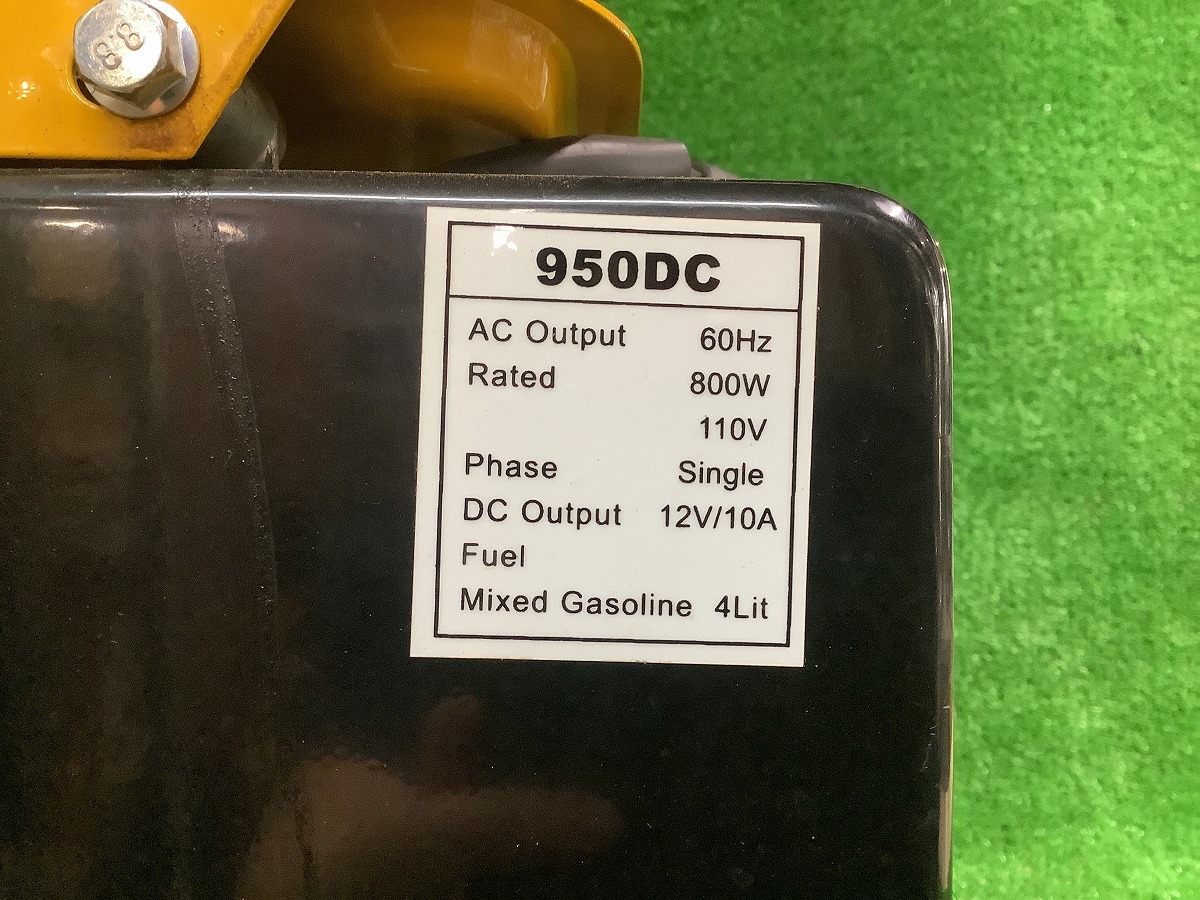 8.8
950DC
AC Output 60Hz
Rated 800W
110V
Phase Single
DC Output 12V/10A
Fuel
Mixed Gasoline 4Lit